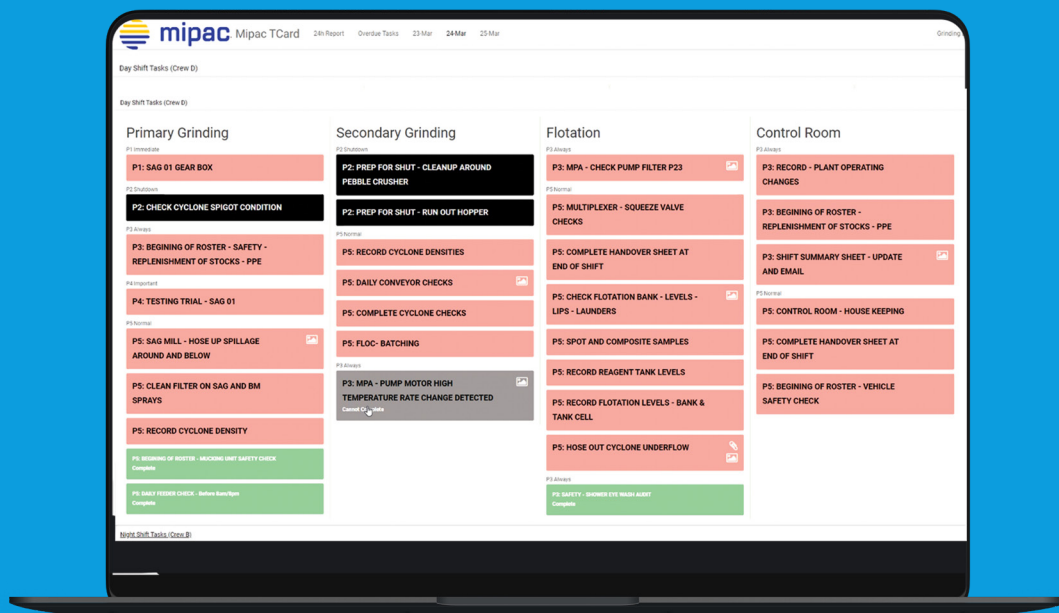 mipac Mipac TCard 24h Report Overdue Tasks 23-Mar 24-Mar 25-Mar Grinding
Day Shift Tasks (Crew D)
Day Shift Tasks (Crew D)
Primary Grinding
P1 Immediate
P1: SAG 01 GEAR BOX
P2 Shutdown
P2: CHECK CYCLONE SPIGOT CONDITION
P3 Always
P3: BEGINING OF ROSTER - SAFETY -
REPLENISHMENT OF STOCKS - PPE
P4 Important
P4: TESTING TRIAL - SAG 01
P5 Normal
P5: SAG MILL - HOSE UP SPILLAGE
AROUND AND BELOW
P5: CLEAN FILTER ON SAG AND BM
SPRAYS
P5: RECORD CYCLONE DENSITY
P5: BEGINING OF ROSTER - MUCKING UNIT SAFETY CHECK
Complete
P5: DAILY FEEDER CHECK - Before 8am/8pm
Complete
Secondary Grinding
P2 Shutdown
P2: PREP FOR SHUT - CLEANUP AROUND
PEBBLE CRUSHER
P2: PREP FOR SHUT - RUN OUT HOPPER
P5 Normal
P5: RECORD CYCLONE DENSITIES
P5: DAILY CONVEYOR CHECKS
P5: COMPLETE CYCLONE CHECKS
P5: FLOC- BATCHING
P3 Always
P3: MPA - PUMP MOTOR HIGH
TEMPERATURE RATE CHANGE DETECTED
Cannot Complete
Flotation
P3 Always
P3: MPA - CHECK PUMP FILTER P23
P5 Normal
P5: MULTIPLEXER - SQUEEZE VALVE
CHECKS
P5: COMPLETE HANDOVER SHEET AT
END OF SHIFT
P5: CHECK FLOTATION BANK - LEVELS -
LIPS - LAUNDERS
P5: SPOT AND COMPOSITE SAMPLES
P5: RECORD REAGENT TANK LEVELS
P5: RECORD FLOTATION LEVELS - BANK &
TANK CELL
P5: HOSE OUT CYCLONE UNDERFLOW
P3 Always
P3: SAFETY - SHOWER EYE WASH AUDIT
Complete
Control Room
P3 Always
P3: RECORD - PLANT OPERATING
CHANGES
P3: BEGINING OF ROSTER -
REPLENISHMENT OF STOCKS - PPE
P3: SHIFT SUMMARY SHEET - UPDATE
AND EMAIL
P5 Normal
P5: CONTROL ROOM - HOUSE KEEPING
P5: COMPLETE HANDOVER SHEET AT
END OF SHIFT
P5: BEGINING OF ROSTER - VEHICLE
SAFETY CHECK
Night Shift Tasks (Crew B)